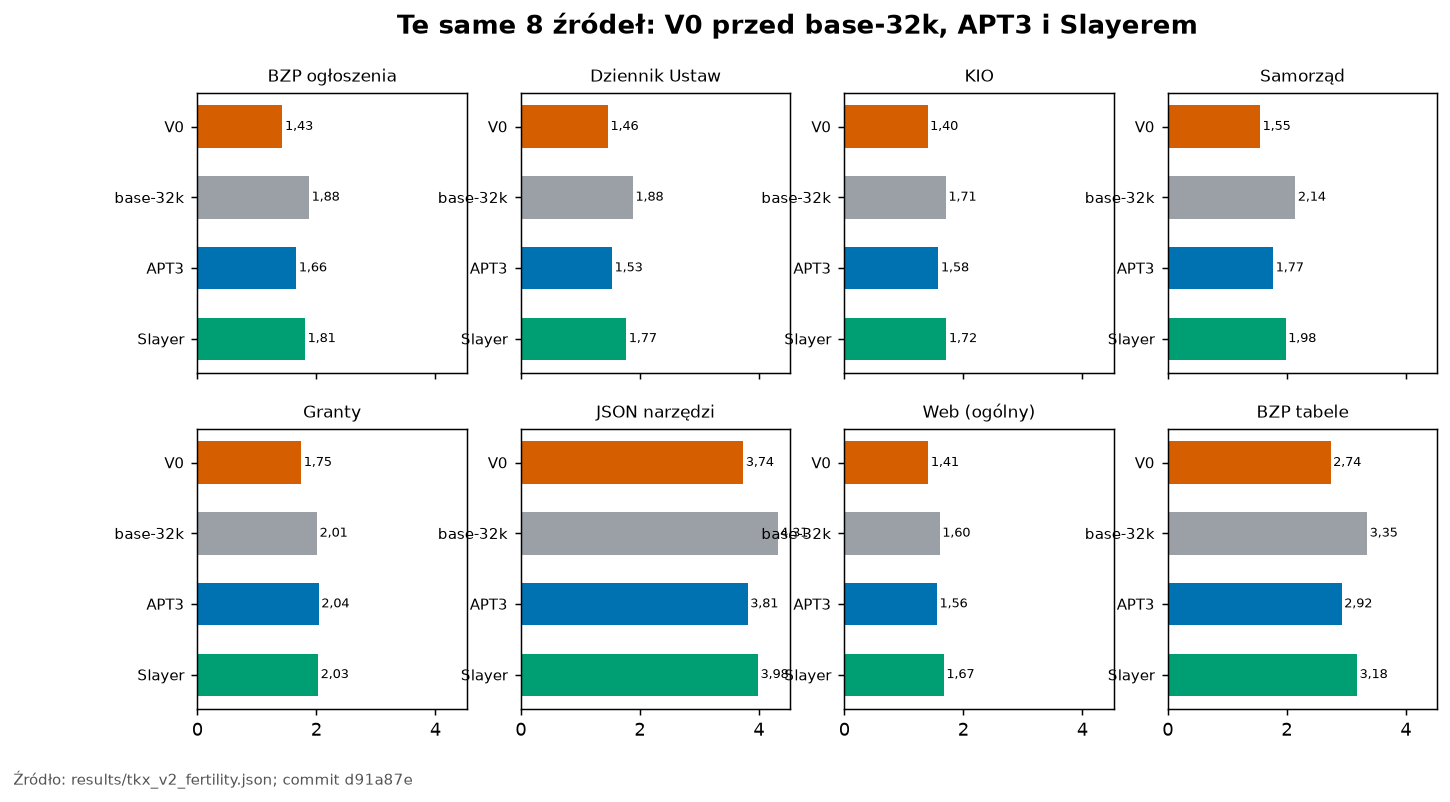 Te same 8 źródeł: V0 przed base-32k, APT3 i Slayerem
BZP ogłoszenia
V0 1,43
base-32k 1,88
APT3 1,66
Slayer 1,81
Dziennik Ustaw
V0 1,46
base-32k 1,88
APT3 1,53
Slayer 1,77
KIO
V0 1,40
base-32k 1,71
APT3 1,58
Slayer 1,72
Samorząd
V0 1,55
base-32k 2,14
APT3 1,77
Slayer 1,98
Granty
V0 1,75
base-32k 2,01
APT3 2,04
Slayer 2,03
0 2 4
JSON narzędzi
V0 3,74
base-32k
APT3 3,81
Slayer 3,98
0 2 4
Web (ogólny)
V0 1,41
base-32k 1,60
APT3 1,56
Slayer 1,67
0 2 4
BZP tabele
V0 2,74
base-32k 3,35
APT3 2,92
Slayer 3,18
0 2 4
Źródło: results/tkx_v2_fertility.json; commit d91a87e